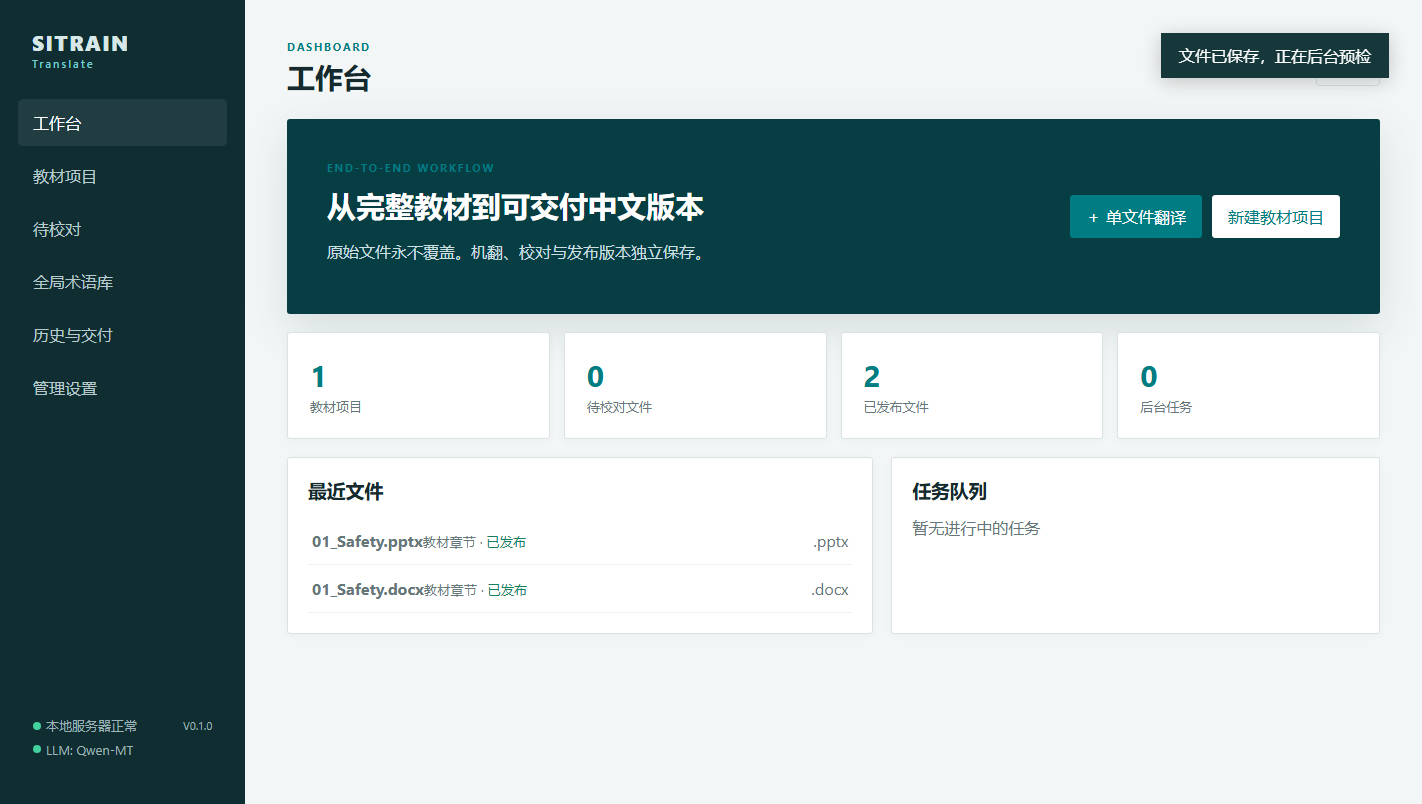 SITRAIN
Translate
工作台
教材项目
待校对
全局术语库
历史与交付
管理设置
本地服务器正常 V0.1.0
LLM: Qwen-MT
DASHBOARD
工作台
文件已保存，正在后台预检
END-TO-END WORKFLOW
从完整教材到可交付中文版本
原始文件永不覆盖。机翻、校对与发布版本独立保存。
+ 单文件翻译
新建教材项目
1
教材项目
0
待校对文件
2
已发布文件
0
后台任务
最近文件
01_Safety.pptx教材章节 · 已发布 .pptx
01_Safety.docx教材章节 · 已发布 .docx
任务队列
暂无进行中的任务